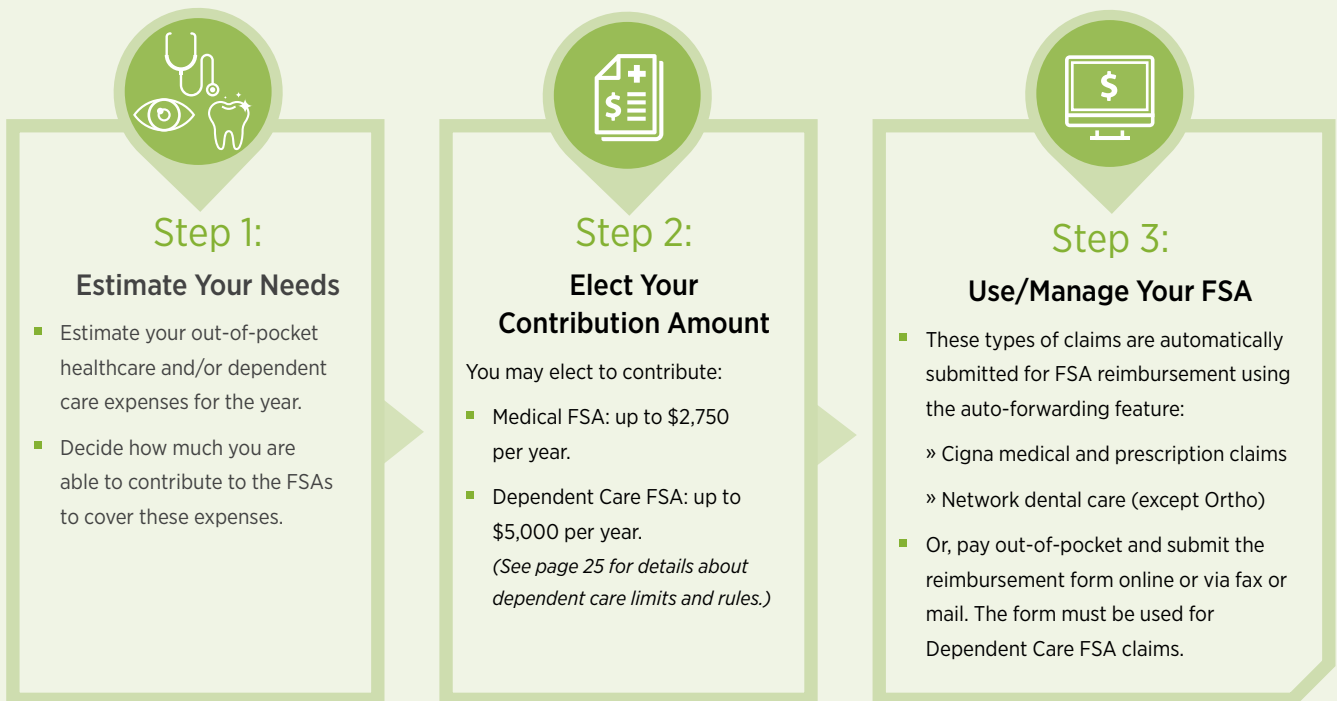 Step 1:
Estimate Your Needs
▪ Estimate your out-of-pocket
healthcare and/or dependent
care expenses for the year.
▪ Decide how much you are
able to contribute to the FSAs
to cover these expenses.
$
Step 2:
Elect Your
Contribution Amount
You may elect to contribute:
▪ Medical FSA: up to $2,750
per year.
▪ Dependent Care FSA: up to
$5,000 per year.
(See page 25 for details about
dependent care limits and rules.)
$
Step 3:
Use/Manage Your FSA
▪ These types of claims are automatically
submitted for FSA reimbursement using
the auto-forwarding feature:
» Cigna medical and prescription claims
» Network dental care (except Ortho)
▪ Or, pay out-of-pocket and submit the
reimbursement form online or via fax or
mail. The form must be used for
Dependent Care FSA claims.